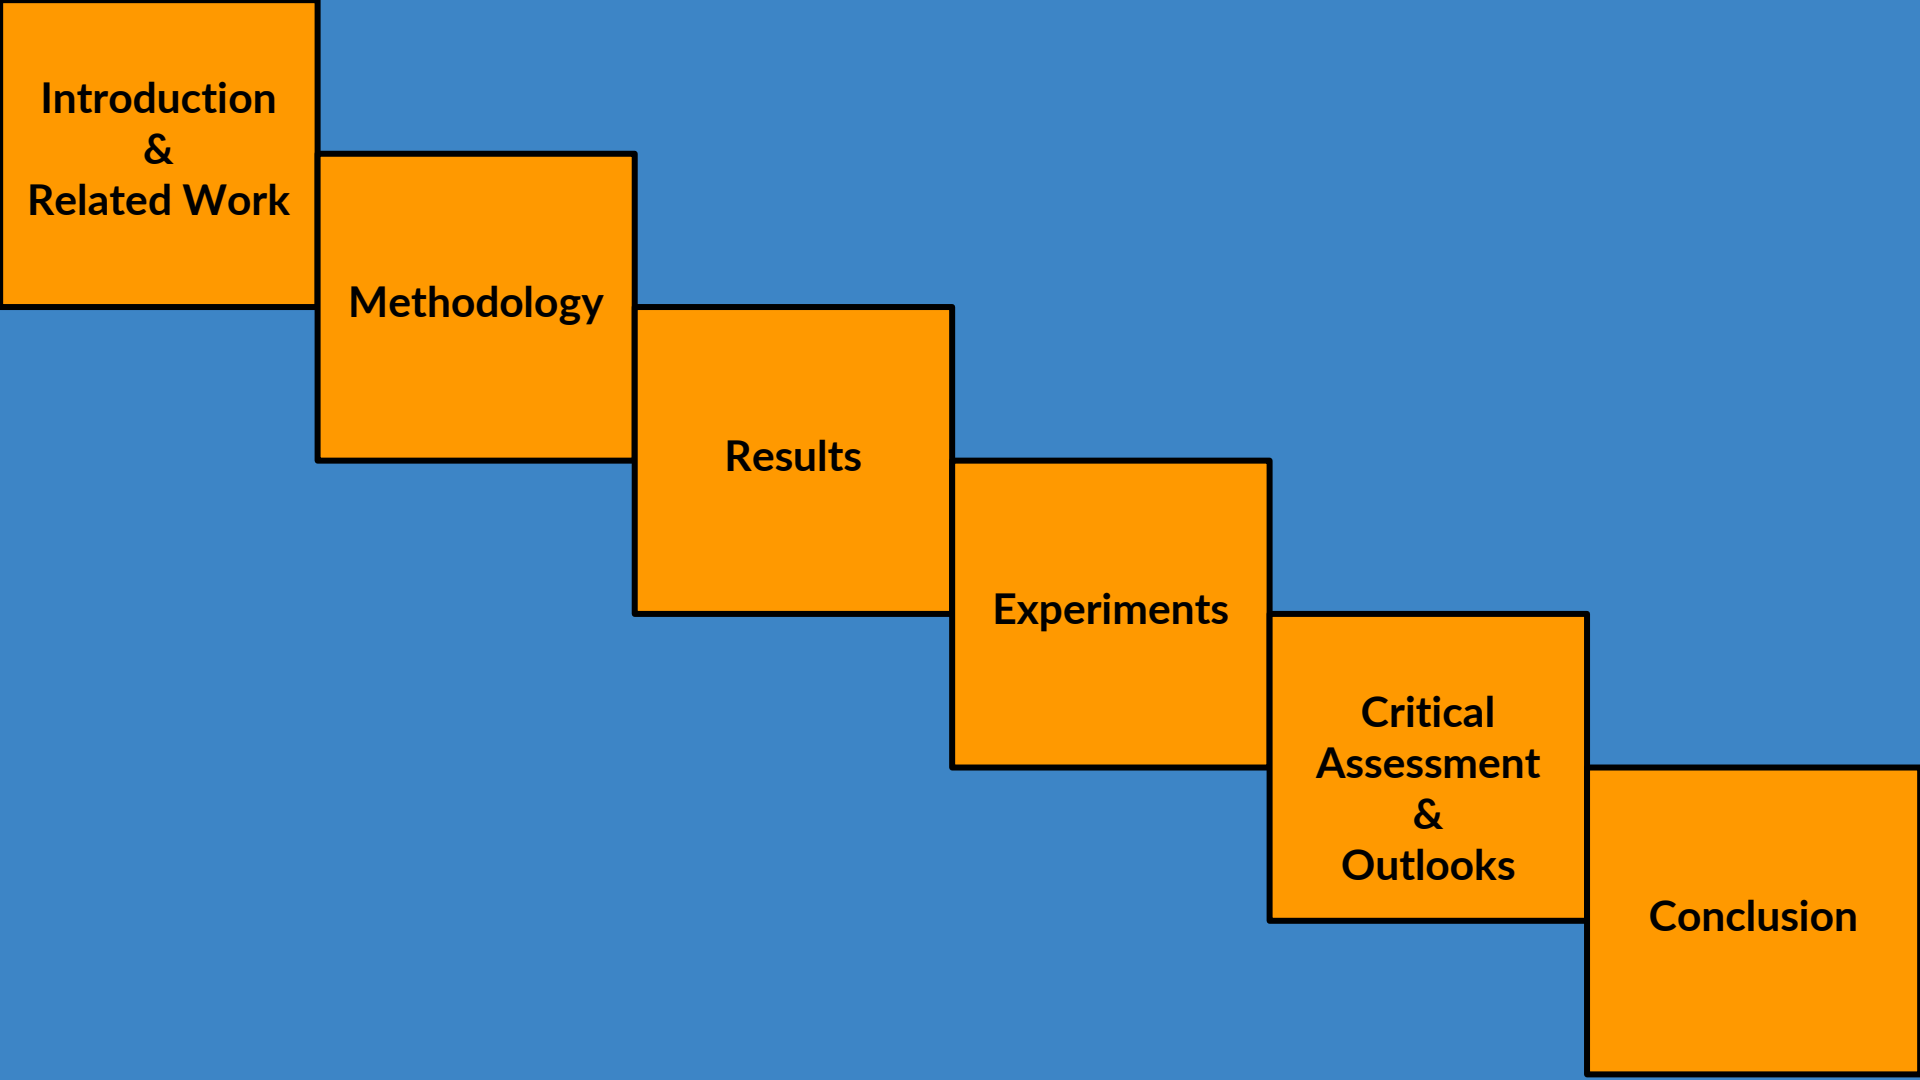 Introduction
&
Related Work
Methodology
Results
Experiments
Critical
Assessment
&
Outlooks
Conclusion